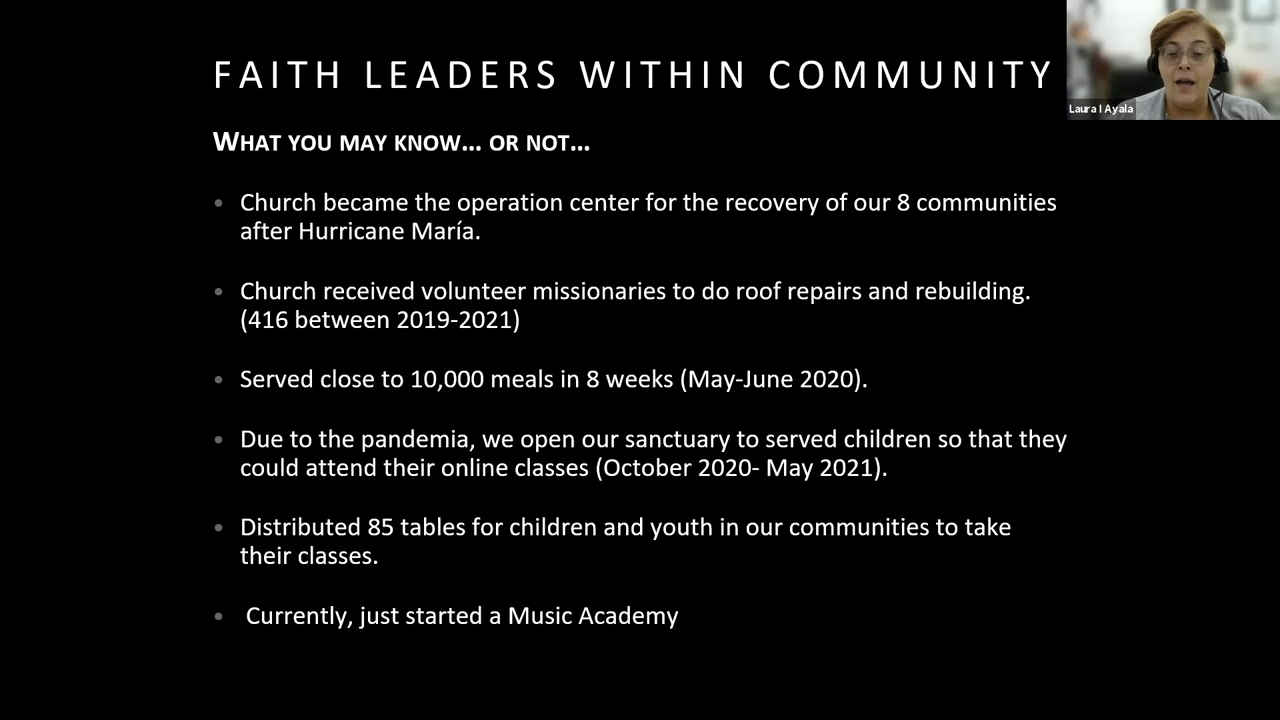 FAITH LEADERS WITHIN COMMUNITY
Laura I Ayala
WHAT YOU MAY KNOW... OR NOT...
• Church became the operation center for the recovery of our 8 communities
after Hurricane María.
• Church received volunteer missionaries to do roof repairs and rebuilding.
(416 between 2019-2021)
• Served close to 10,000 meals in 8 weeks (May-June 2020).
• Due to the pandemia, we open our sanctuary to served children so that they
could attend their online classes (October 2020- May 2021).
• Distributed 85 tables for children and youth in our communities to take
their classes.
• Currently, just started a Music Academy